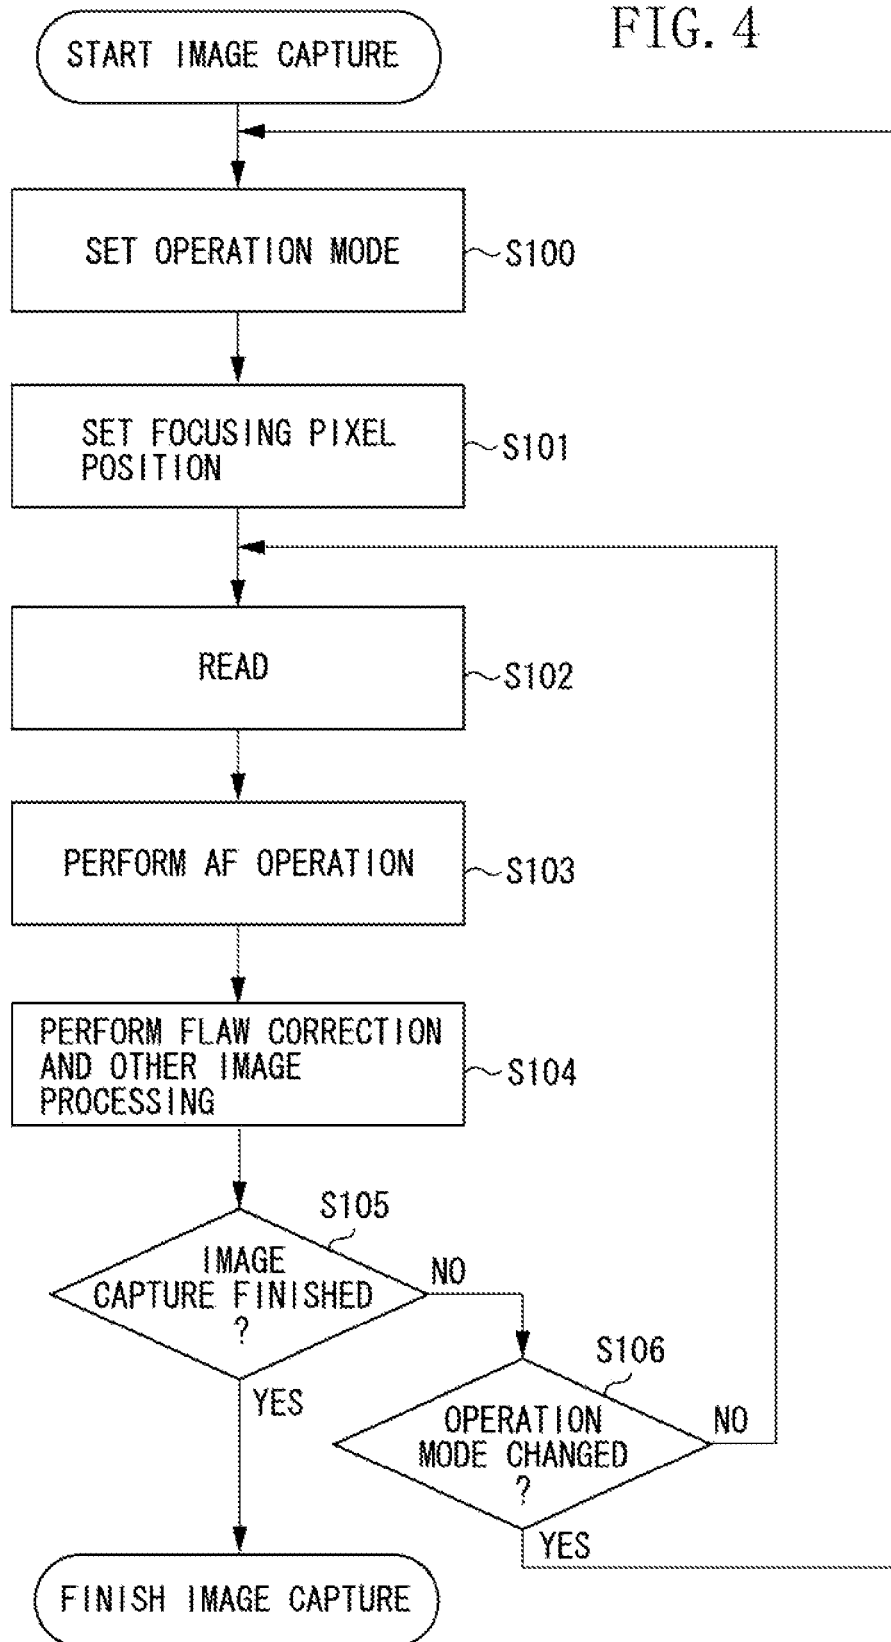 FIG. 4
START IMAGE CAPTURE
SET OPERATION MODE
S100
SET FOCUSING PIXEL
POSITION
S101
READ
S102
PERFORM AF OPERATION
S103
PERFORM FLAW CORRECTION
AND OTHER IMAGE
PROCESSING
S104
S105
IMAGE
CAPTURE FINISHED
?
NO
YES
S106
OPERATION
MODE CHANGED
?
NO
YES
FINISH IMAGE CAPTURE